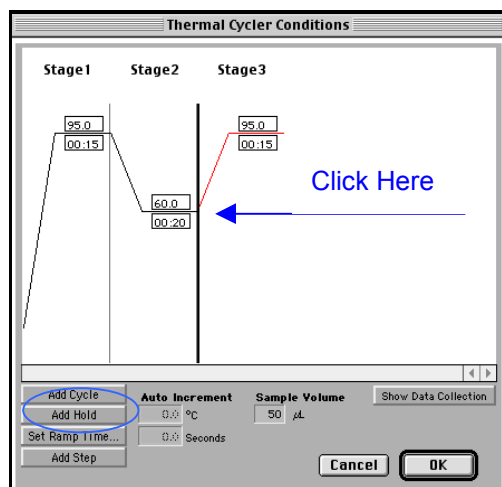 Thermal Cycler Conditions
Stage1 Stage2 Stage3
95.0 95.0
00:15 00:15
Click Here
60.0
00:20
Add Cycle Auto Increment Sample Volume Show Data Collection
Add Hold 0.0 °C 50 µL
Set Ramp Time... 0.0 Seconds
Add Step
Cancel OK